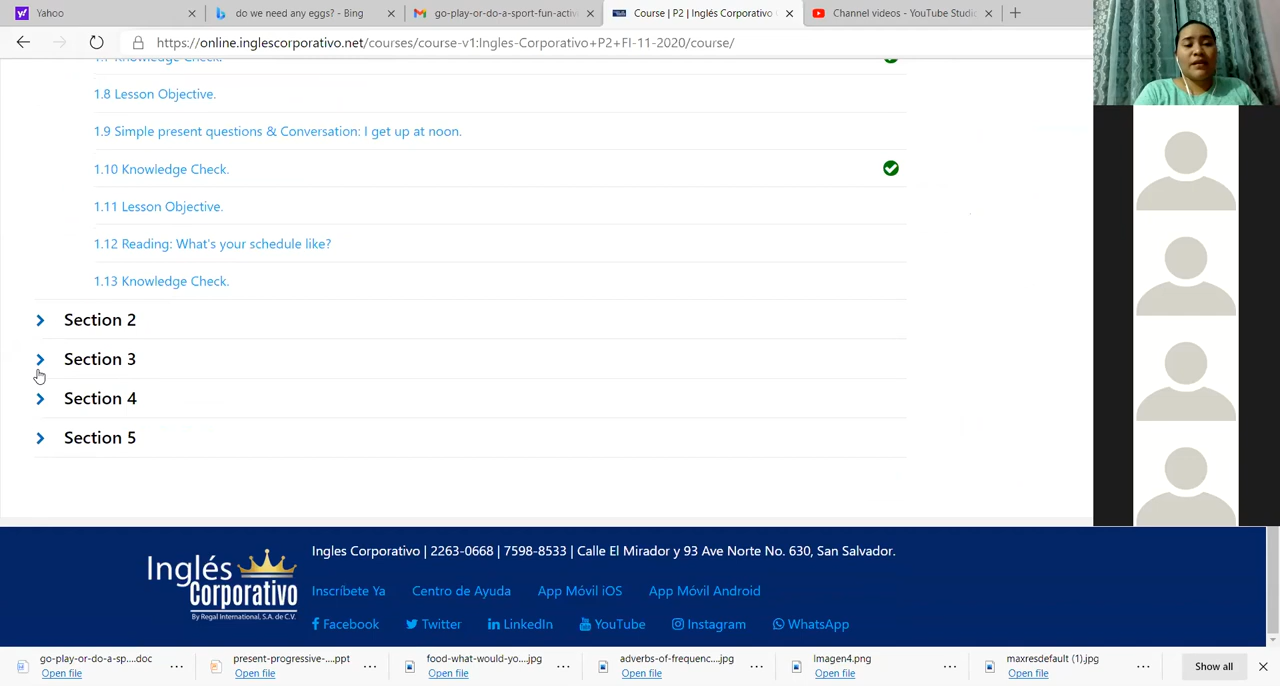 Yahoo
do we need any eggs? - Bing
go-play-or-do-a-sport-fun-activi
Course | P2 | Inglés Corporativo
Channel videos - YouTube Studio
https://online.inglescorporativo.net/courses/course-v1:Ingles-Corporativo+P2+FI-11-2020/course/
1.7 Knowledge Check.
1.8 Lesson Objective.
1.9 Simple present questions & Conversation: I get up at noon.
1.10 Knowledge Check.
1.11 Lesson Objective.
1.12 Reading: What's your schedule like?
1.13 Knowledge Check.
Section 2
Section 3
Section 4
Section 5
Inglés Corporativo
By Regal International, S.A. de C.V.
Ingles Corporativo | 2263-0668 | 7598-8533 | Calle El Mirador y 93 Ave Norte No. 630, San Salvador.
Inscríbete Ya Centro de Ayuda App Móvil iOS App Móvil Android
Facebook Twitter LinkedIn YouTube Instagram WhatsApp
go-play-or-do-a-sp....doc
Open file
present-progressive-....ppt
Open file
food-what-would-yo....jpg
Open file
adverbs-of-frequenc....jpg
Open file
Imagen4.png
Open file
maxresdefault (1).jpg
Open file
Show all